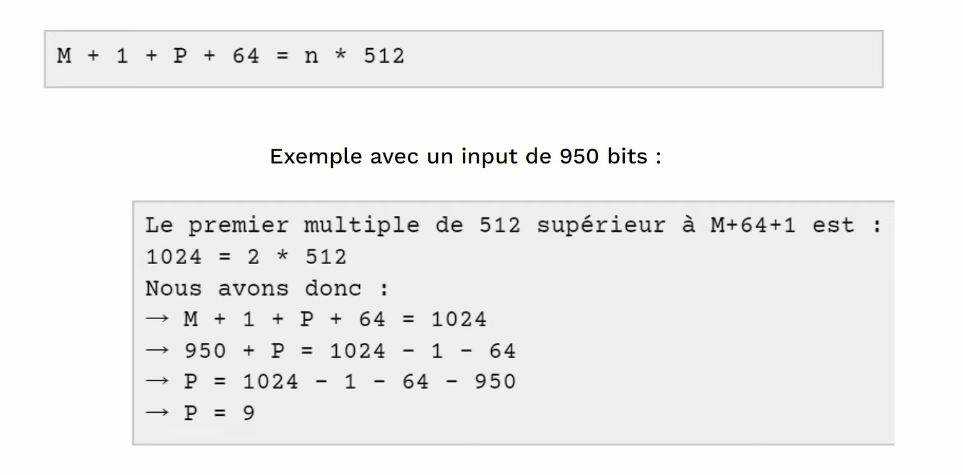 M + 1 + P + 64 = n * 512
Exemple avec un input de 950 bits :
Le premier multiple de 512 supérieur à M+64+1 est :
1024 = 2 * 512
Nous avons donc :
→ M + 1 + P + 64 = 1024
→ 950 + P = 1024 - 1 - 64
→ P = 1024 - 1 - 64 - 950
→ P = 9